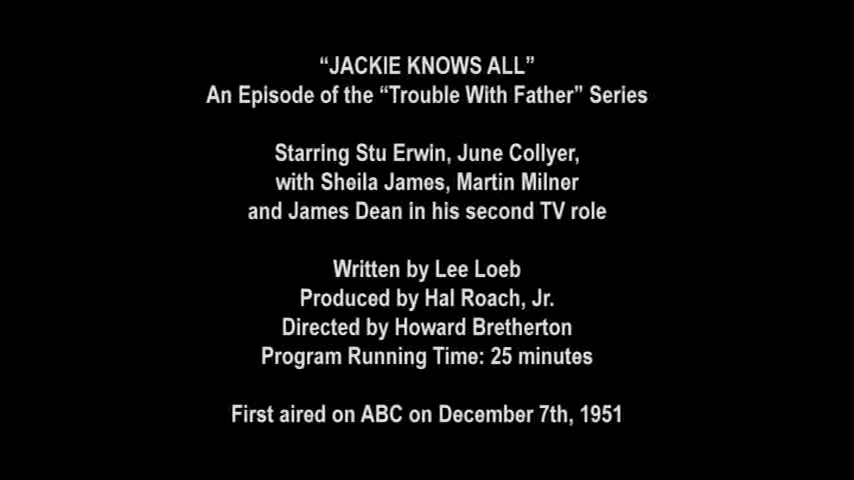 “JACKIE KNOWS ALL”
An Episode of the “Trouble With Father” Series
Starring Stu Erwin, June Collyer,
with Sheila James, Martin Milner
and James Dean in his second TV role
Written by Lee Loeb
Produced by Hal Roach, Jr.
Directed by Howard Bretherton
Program Running Time: 25 minutes
First aired on ABC on December 7th, 1951